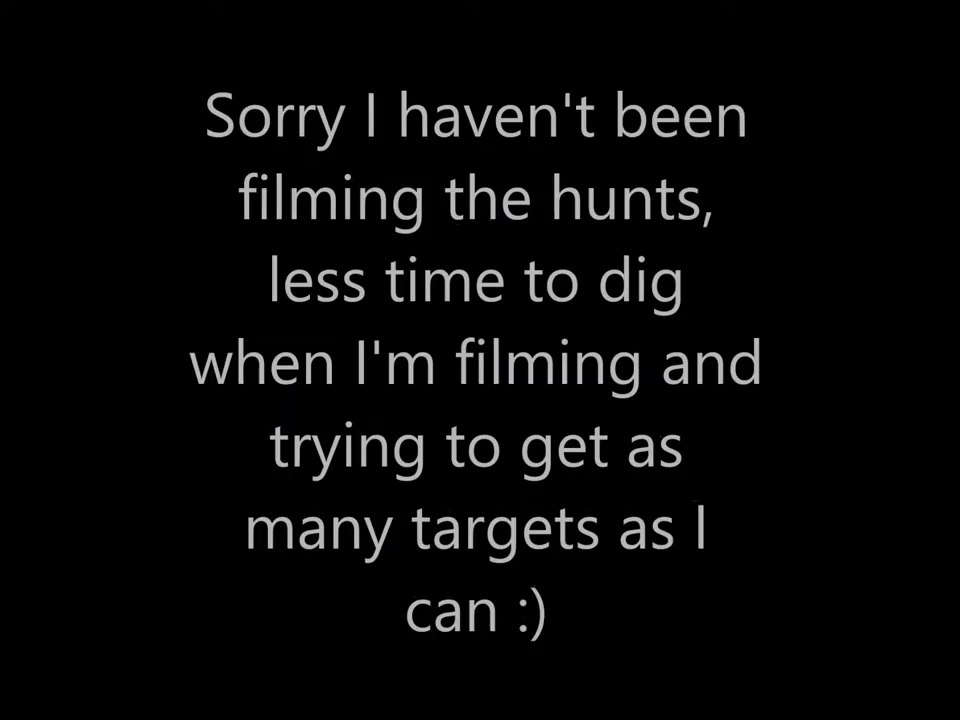 Sorry I haven't been
filming the hunts,
less time to dig
when I'm filming and
trying to get as
many targets as I
can :)